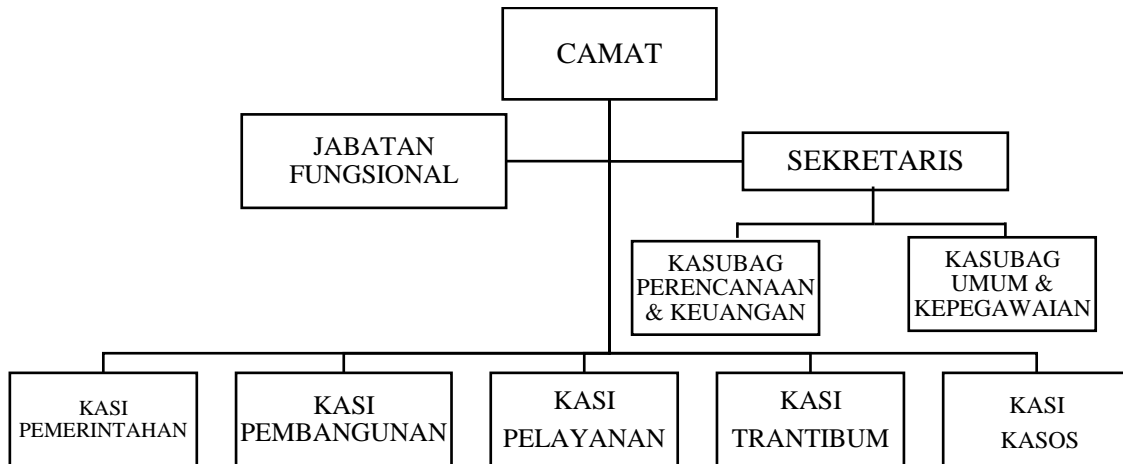 CAMAT
JABATAN
FUNGSIONAL
SEKRETARIS
KASUBAG
PERENCANAAN
& KEUANGAN
KASUBAG
UMUM &
KEPEGAWAIAN
KASI
PEMERINTAHAN
KASI
PEMBANGUNAN
KASI
PELAYANAN
KASI
TRANTIBUM
KASI
KASOS